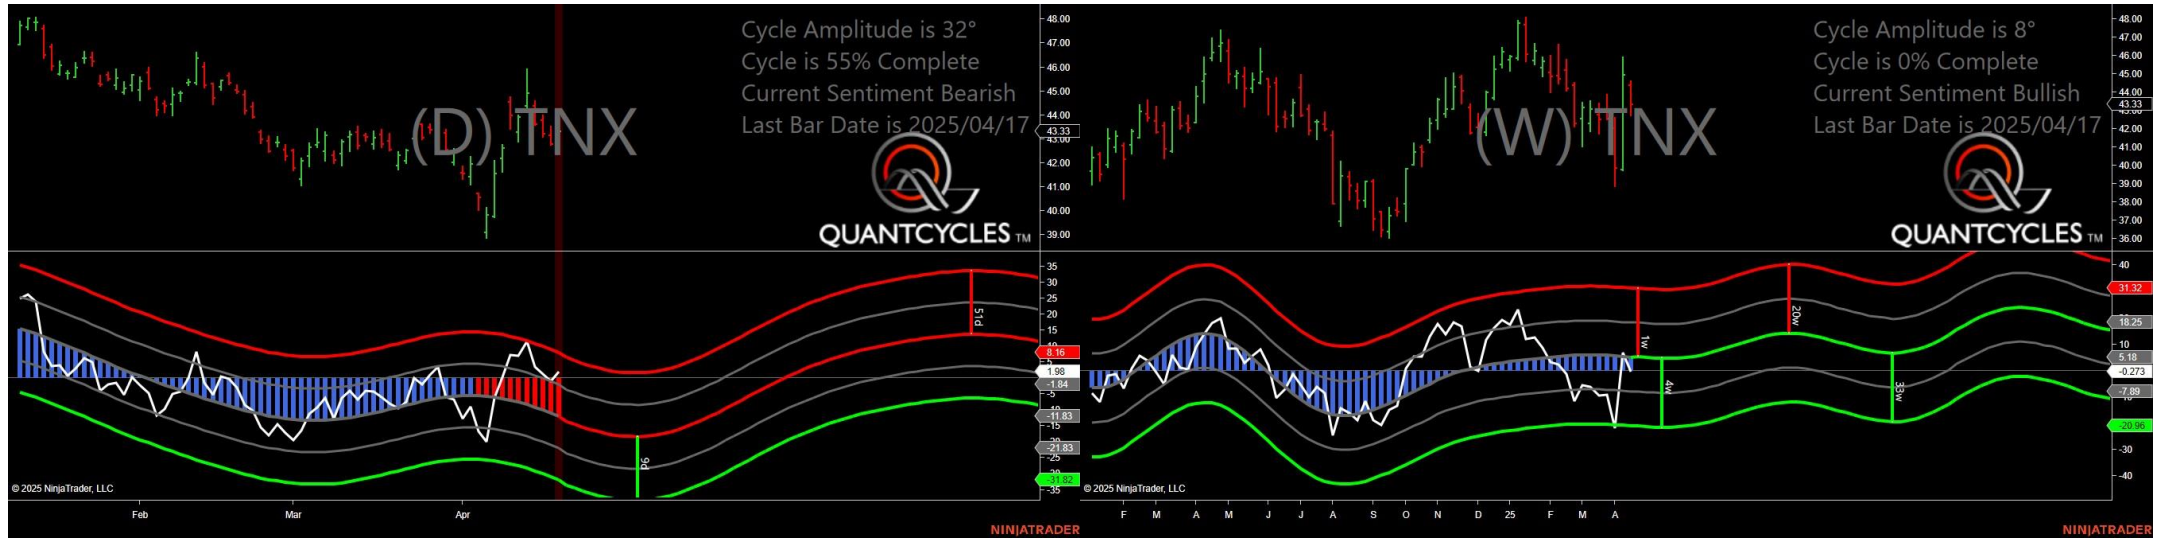 Cycle Amplitude is 32°
Cycle is 55% Complete
Current Sentiment Bearish
Last Bar Date is 2025/04/17
(D) TNX
QUANTCYCLES TM
48.00
47.00
46.00
45.00
44.00
43.33
43.00
42.00
41.00
40.00
39.00
35
30
25
20
15
8.16
1.98
-1.84
-5
-11.83
-15
-21.83
-25
-31.82
-35
51d
9d
© 2025 NinjaTrader, LLC
Feb Mar Apr
NINJATRADER
Cycle Amplitude is 8°
Cycle is 0% Complete
Current Sentiment Bullish
Last Bar Date is 2025/04/17
(W) TNX
QUANTCYCLES TM
48.00
47.00
46.00
45.00
44.00
43.33
42.00
41.00
40.00
39.00
38.00
37.00
36.00
40
31.32
18.25
10
5.18
-0.273
-7.89
-20.96
-30
-40
1w
4w
20w
33w
© 2025 NinjaTrader, LLC
F M A M J J A S O N D 25 F M A
NINJATRADER